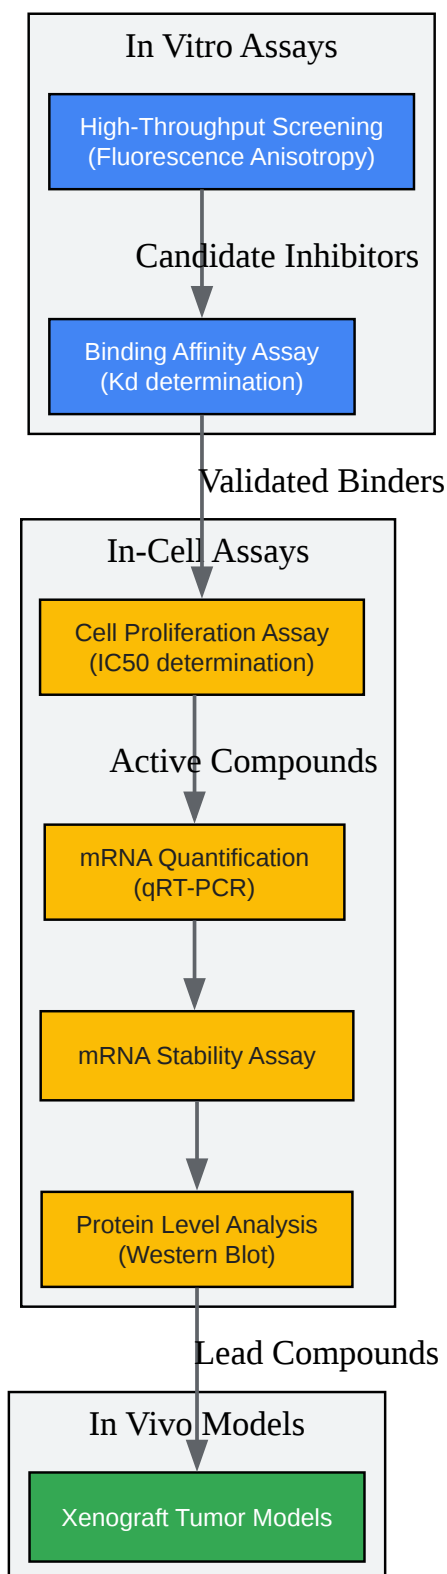 In Vitro Assays
High-Throughput Screening
(Fluorescence Anisotropy)
Candidate Inhibitors
Binding Affinity Assay
(Kd determination)
Validated Binders
In-Cell Assays
Cell Proliferation Assay
(IC50 determination)
Active Compounds
mRNA Quantification
(qRT-PCR)
mRNA Stability Assay
Protein Level Analysis
(Western Blot)
Lead Compounds
In Vivo Models
Xenograft Tumor Models